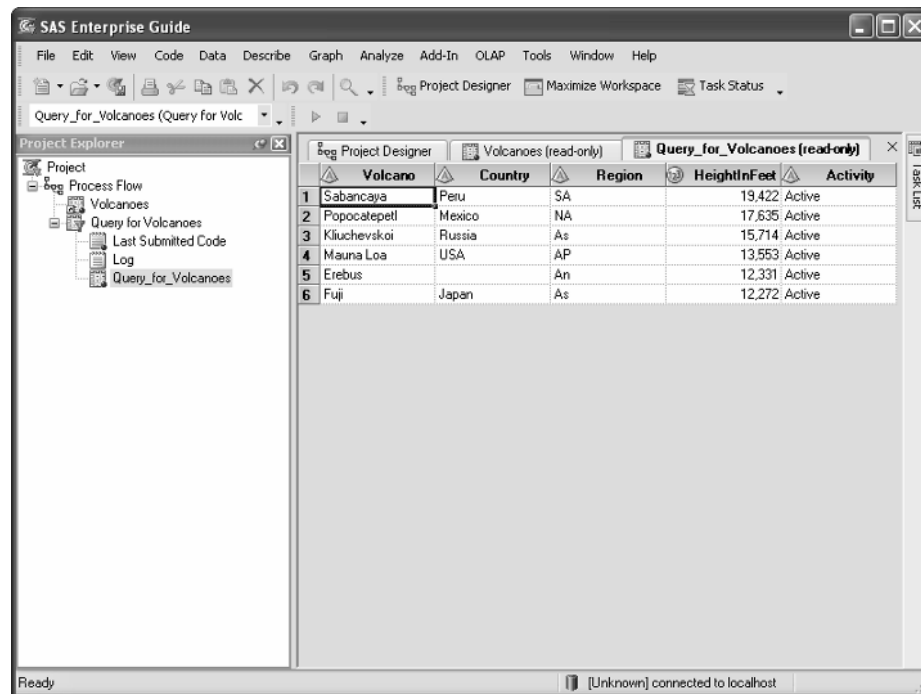 SAS Enterprise Guide
File Edit View Code Data Describe Graph Analyze Add-In OLAP Tools Window Help
Project Designer Maximize Workspace Task Status
Query_for_Volcanoes (Query for Volc
Project Explorer
Project
Process Flow
Volcanoes
Query for Volcanoes
Last Submitted Code
Log
Query_for_Volcanoes
Project Designer Volcanoes (read-only) Query_for_Volcanoes (read-only)
Volcano Country Region HeightInFeet Activity
1 Sabancaya Peru SA 19,422 Active
2 Popocatepetl Mexico NA 17,635 Active
3 Kliuchevskoi Russia As 15,714 Active
4 Mauna Loa USA AP 13,553 Active
5 Erebus An 12,331 Active
6 Fuji Japan As 12,272 Active
Task List
Ready [Unknown] connected to localhost